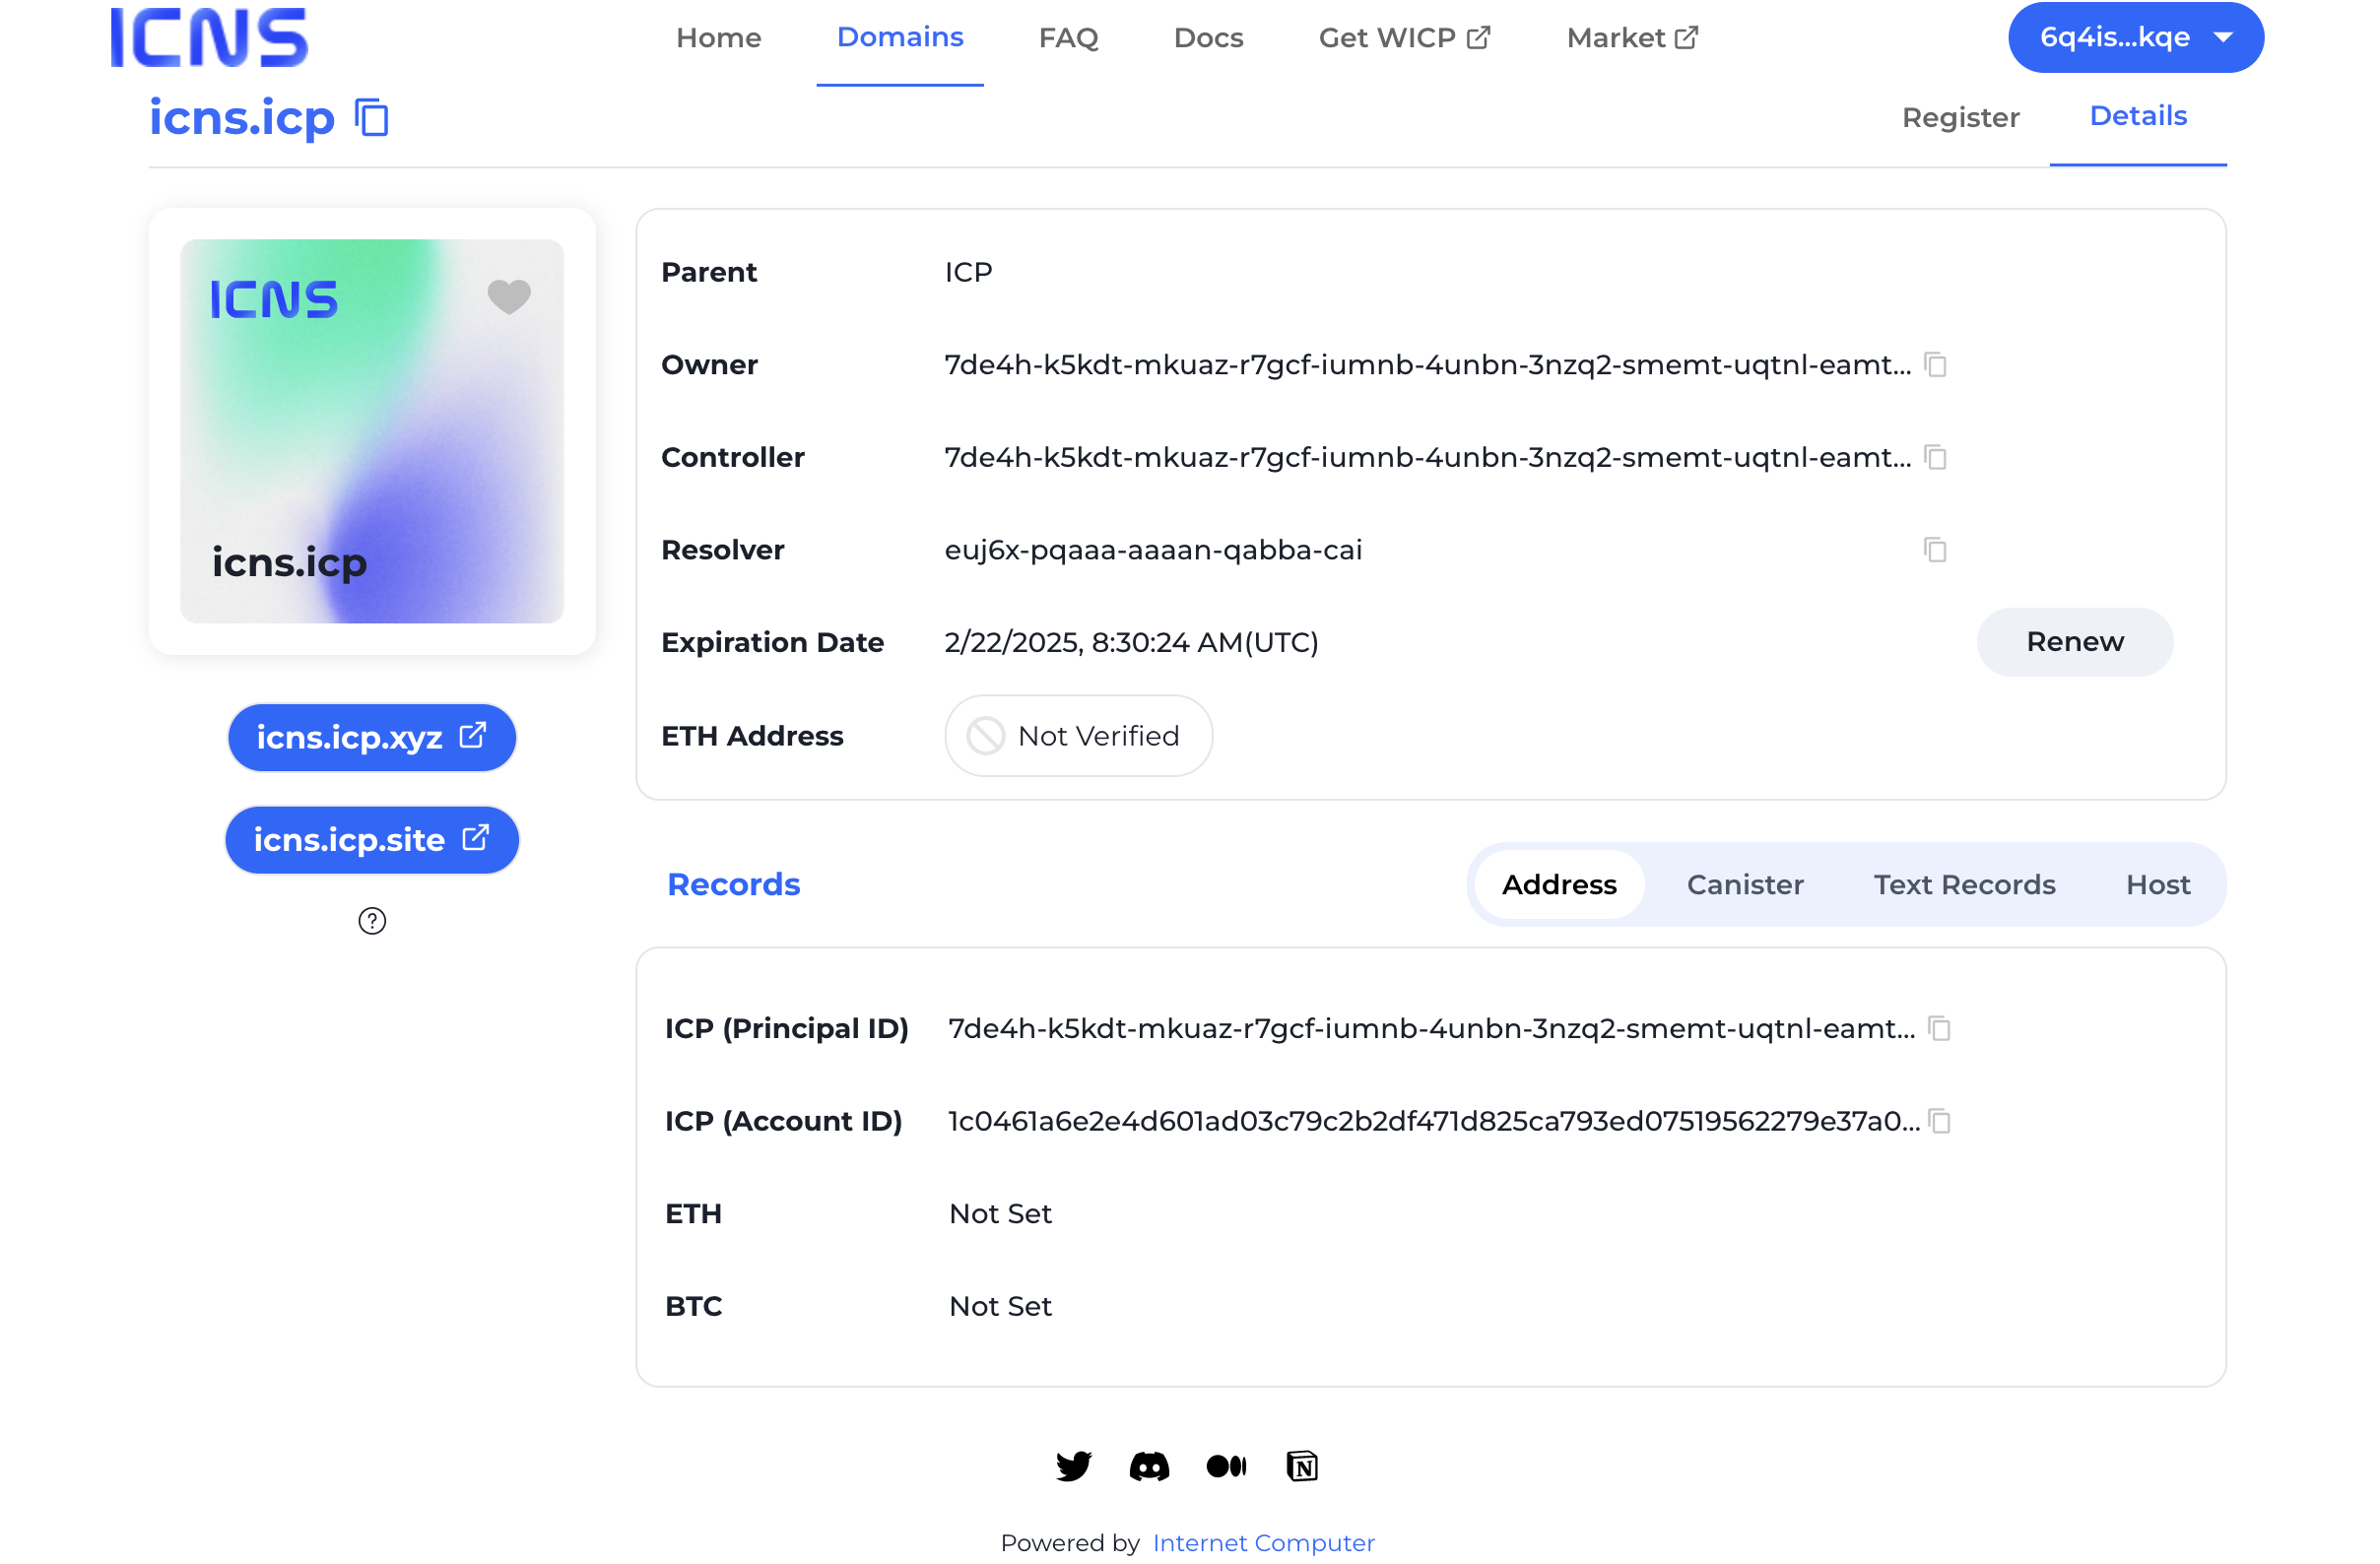 ICNS
Home Domains FAQ Docs Get WICP Market 6q4is...kqe
icns.icp
Register Details
ICNS
icns.icp
icns.icp.xyz
icns.icp.site
?
Parent ICP
Owner 7de4h-k5kdt-mkuaz-r7gcf-iumnb-4unbn-3nzq2-smemt-uqtnl-eamt...
Controller 7de4h-k5kdt-mkuaz-r7gcf-iumnb-4unbn-3nzq2-smemt-uqtnl-eamt...
Resolver euj6x-pqaaa-aaaan-qabba-cai
Expiration Date 2/22/2025, 8:30:24 AM(UTC) Renew
ETH Address Not Verified
Records Address Canister Text Records Host
ICP (Principal ID) 7de4h-k5kdt-mkuaz-r7gcf-iumnb-4unbn-3nzq2-smemt-uqtnl-eamt...
ICP (Account ID) 1c0461a6e2e4d601ad03c79c2b2df471d825ca793ed07519562279e37a0...
ETH Not Set
BTC Not Set
Powered by Internet Computer